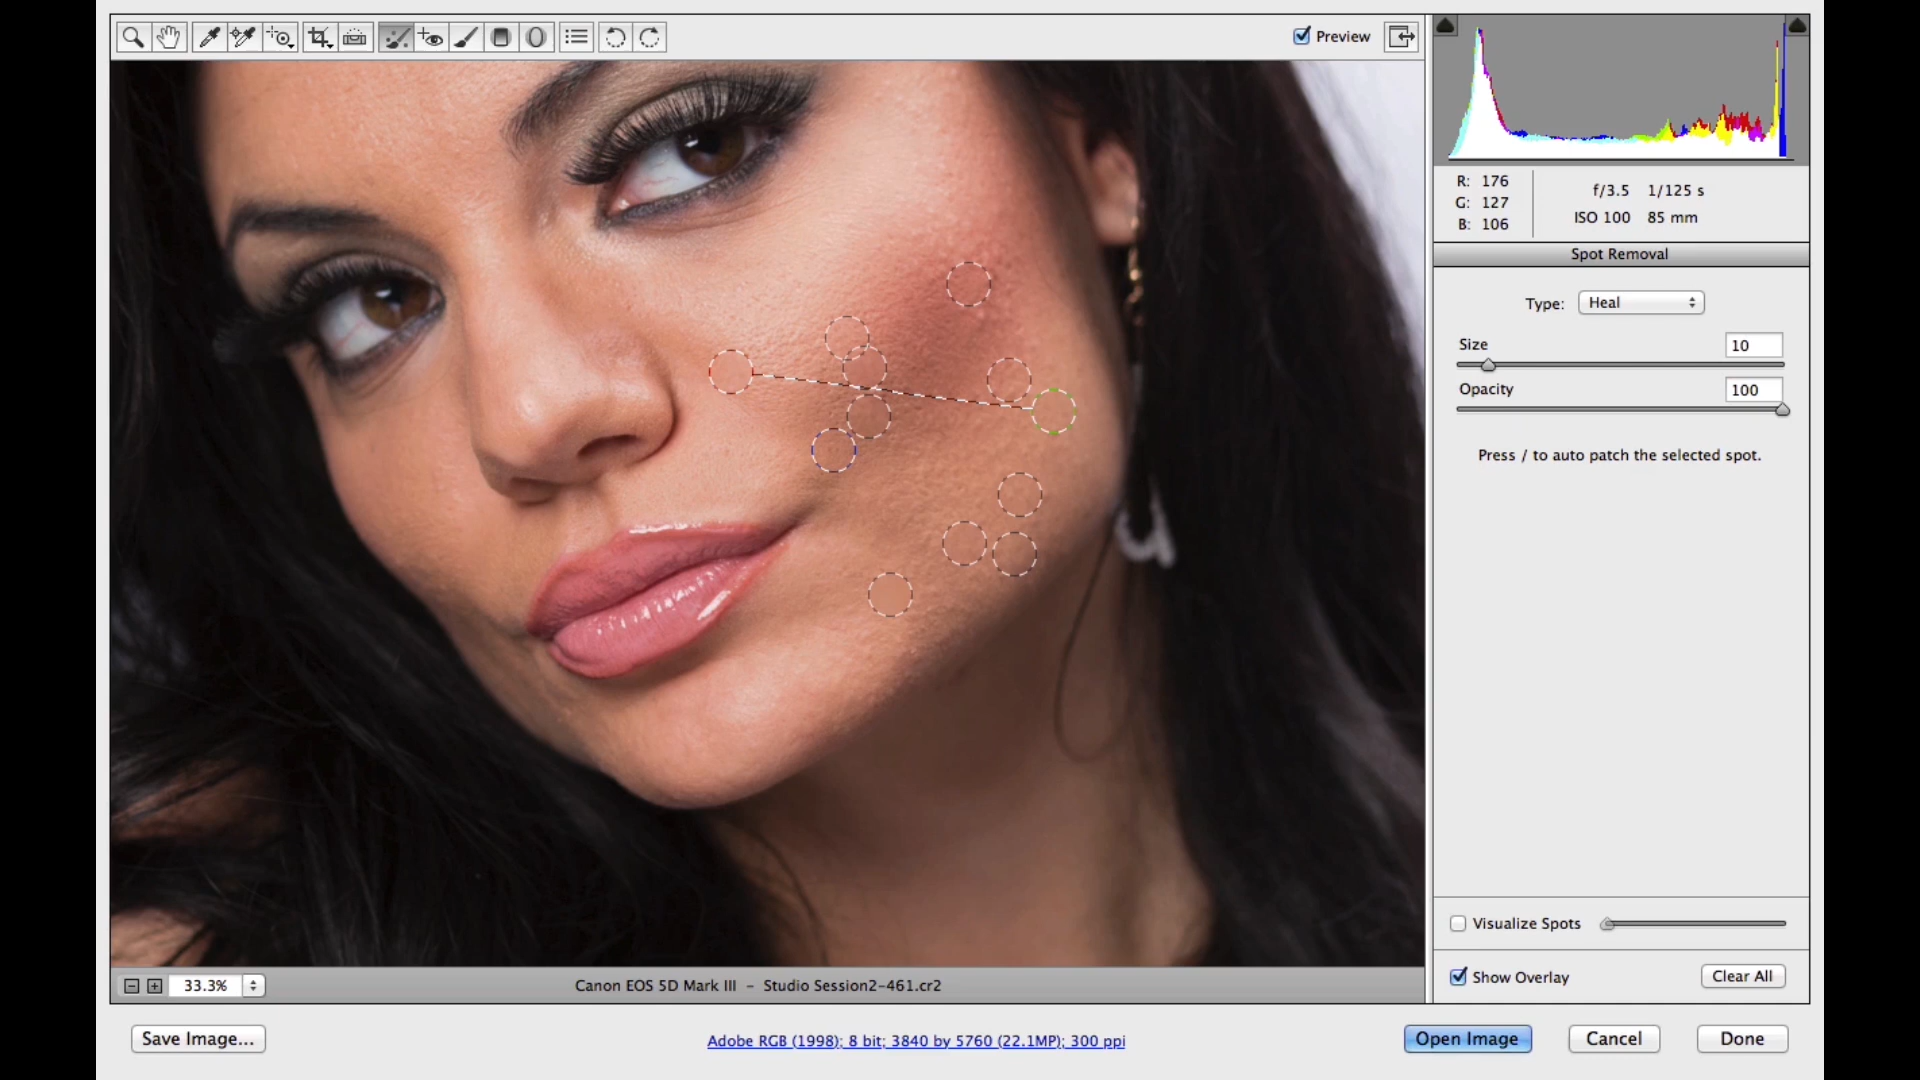 Preview
R: 176
G: 127
B: 106
f/3.5 1/125 s
ISO 100 85 mm
Spot Removal
Type: Heal
Size 10
Opacity 100
Press / to auto patch the selected spot.
Visualize Spots
Show Overlay Clear All
33.3% Canon EOS 5D Mark III – Studio Session2-461.cr2
Save Image... Adobe RGB (1998); 8 bit; 3840 by 5760 (22.1MP); 300 ppi Open Image Cancel Done